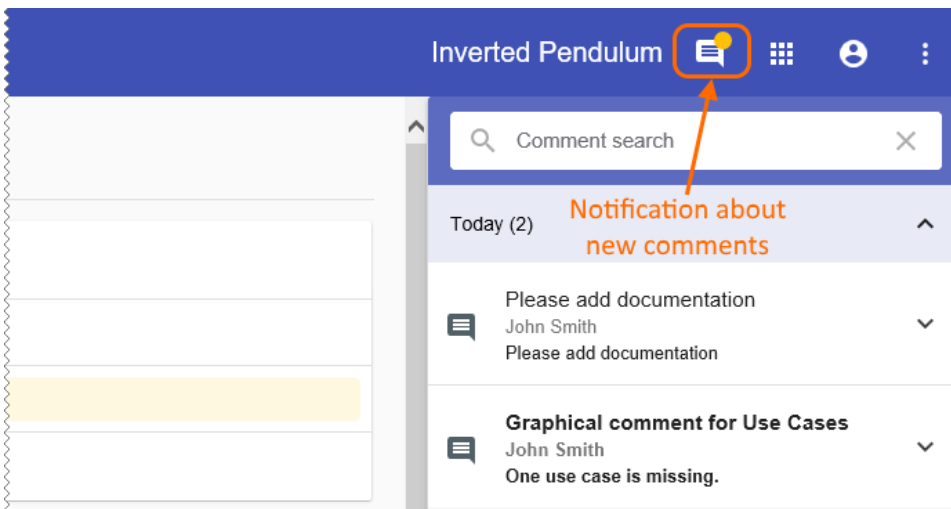 Inverted Pendulum
Comment search
Today (2)
Notification about
new comments
Please add documentation
John Smith
Please add documentation
Graphical comment for Use Cases
John Smith
One use case is missing.